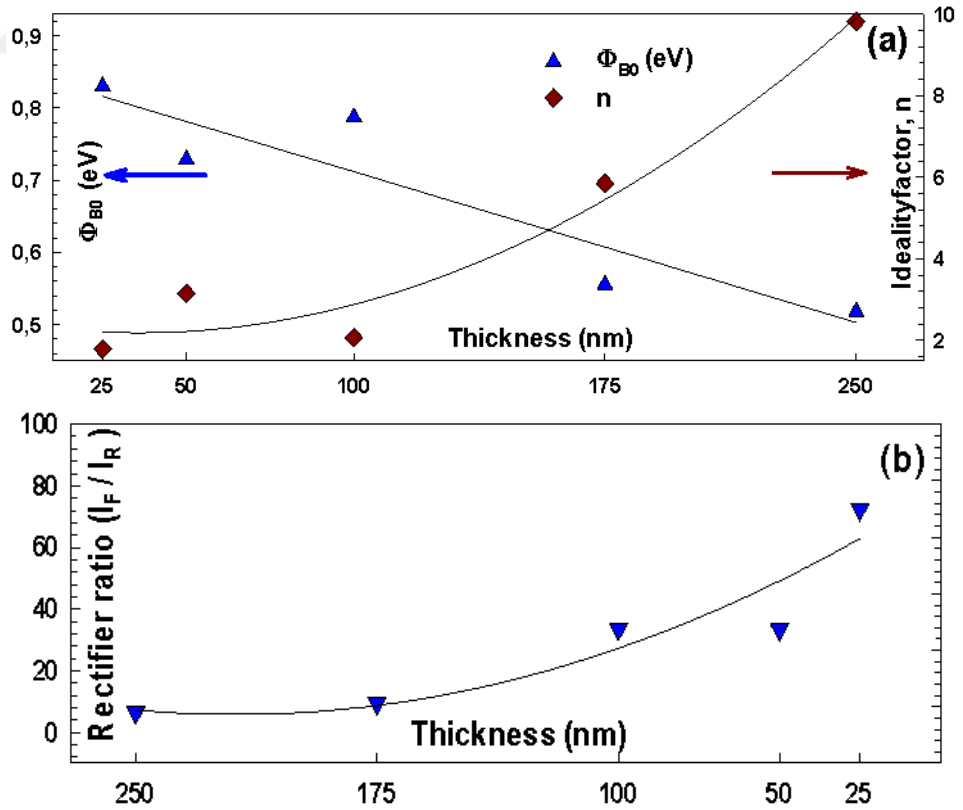 (a)
ΦB0 (eV)
n
0,9
0,8
0,7
0,6
0,5
ΦB0 (eV)
10
8
6
4
2
Idealityfactor, n
Thickness (nm)
25 50 100 175 250
(b)
100
80
60
40
20
0
Rectifier ratio (IF / IR)
Thickness (nm)
250 175 100 50 25